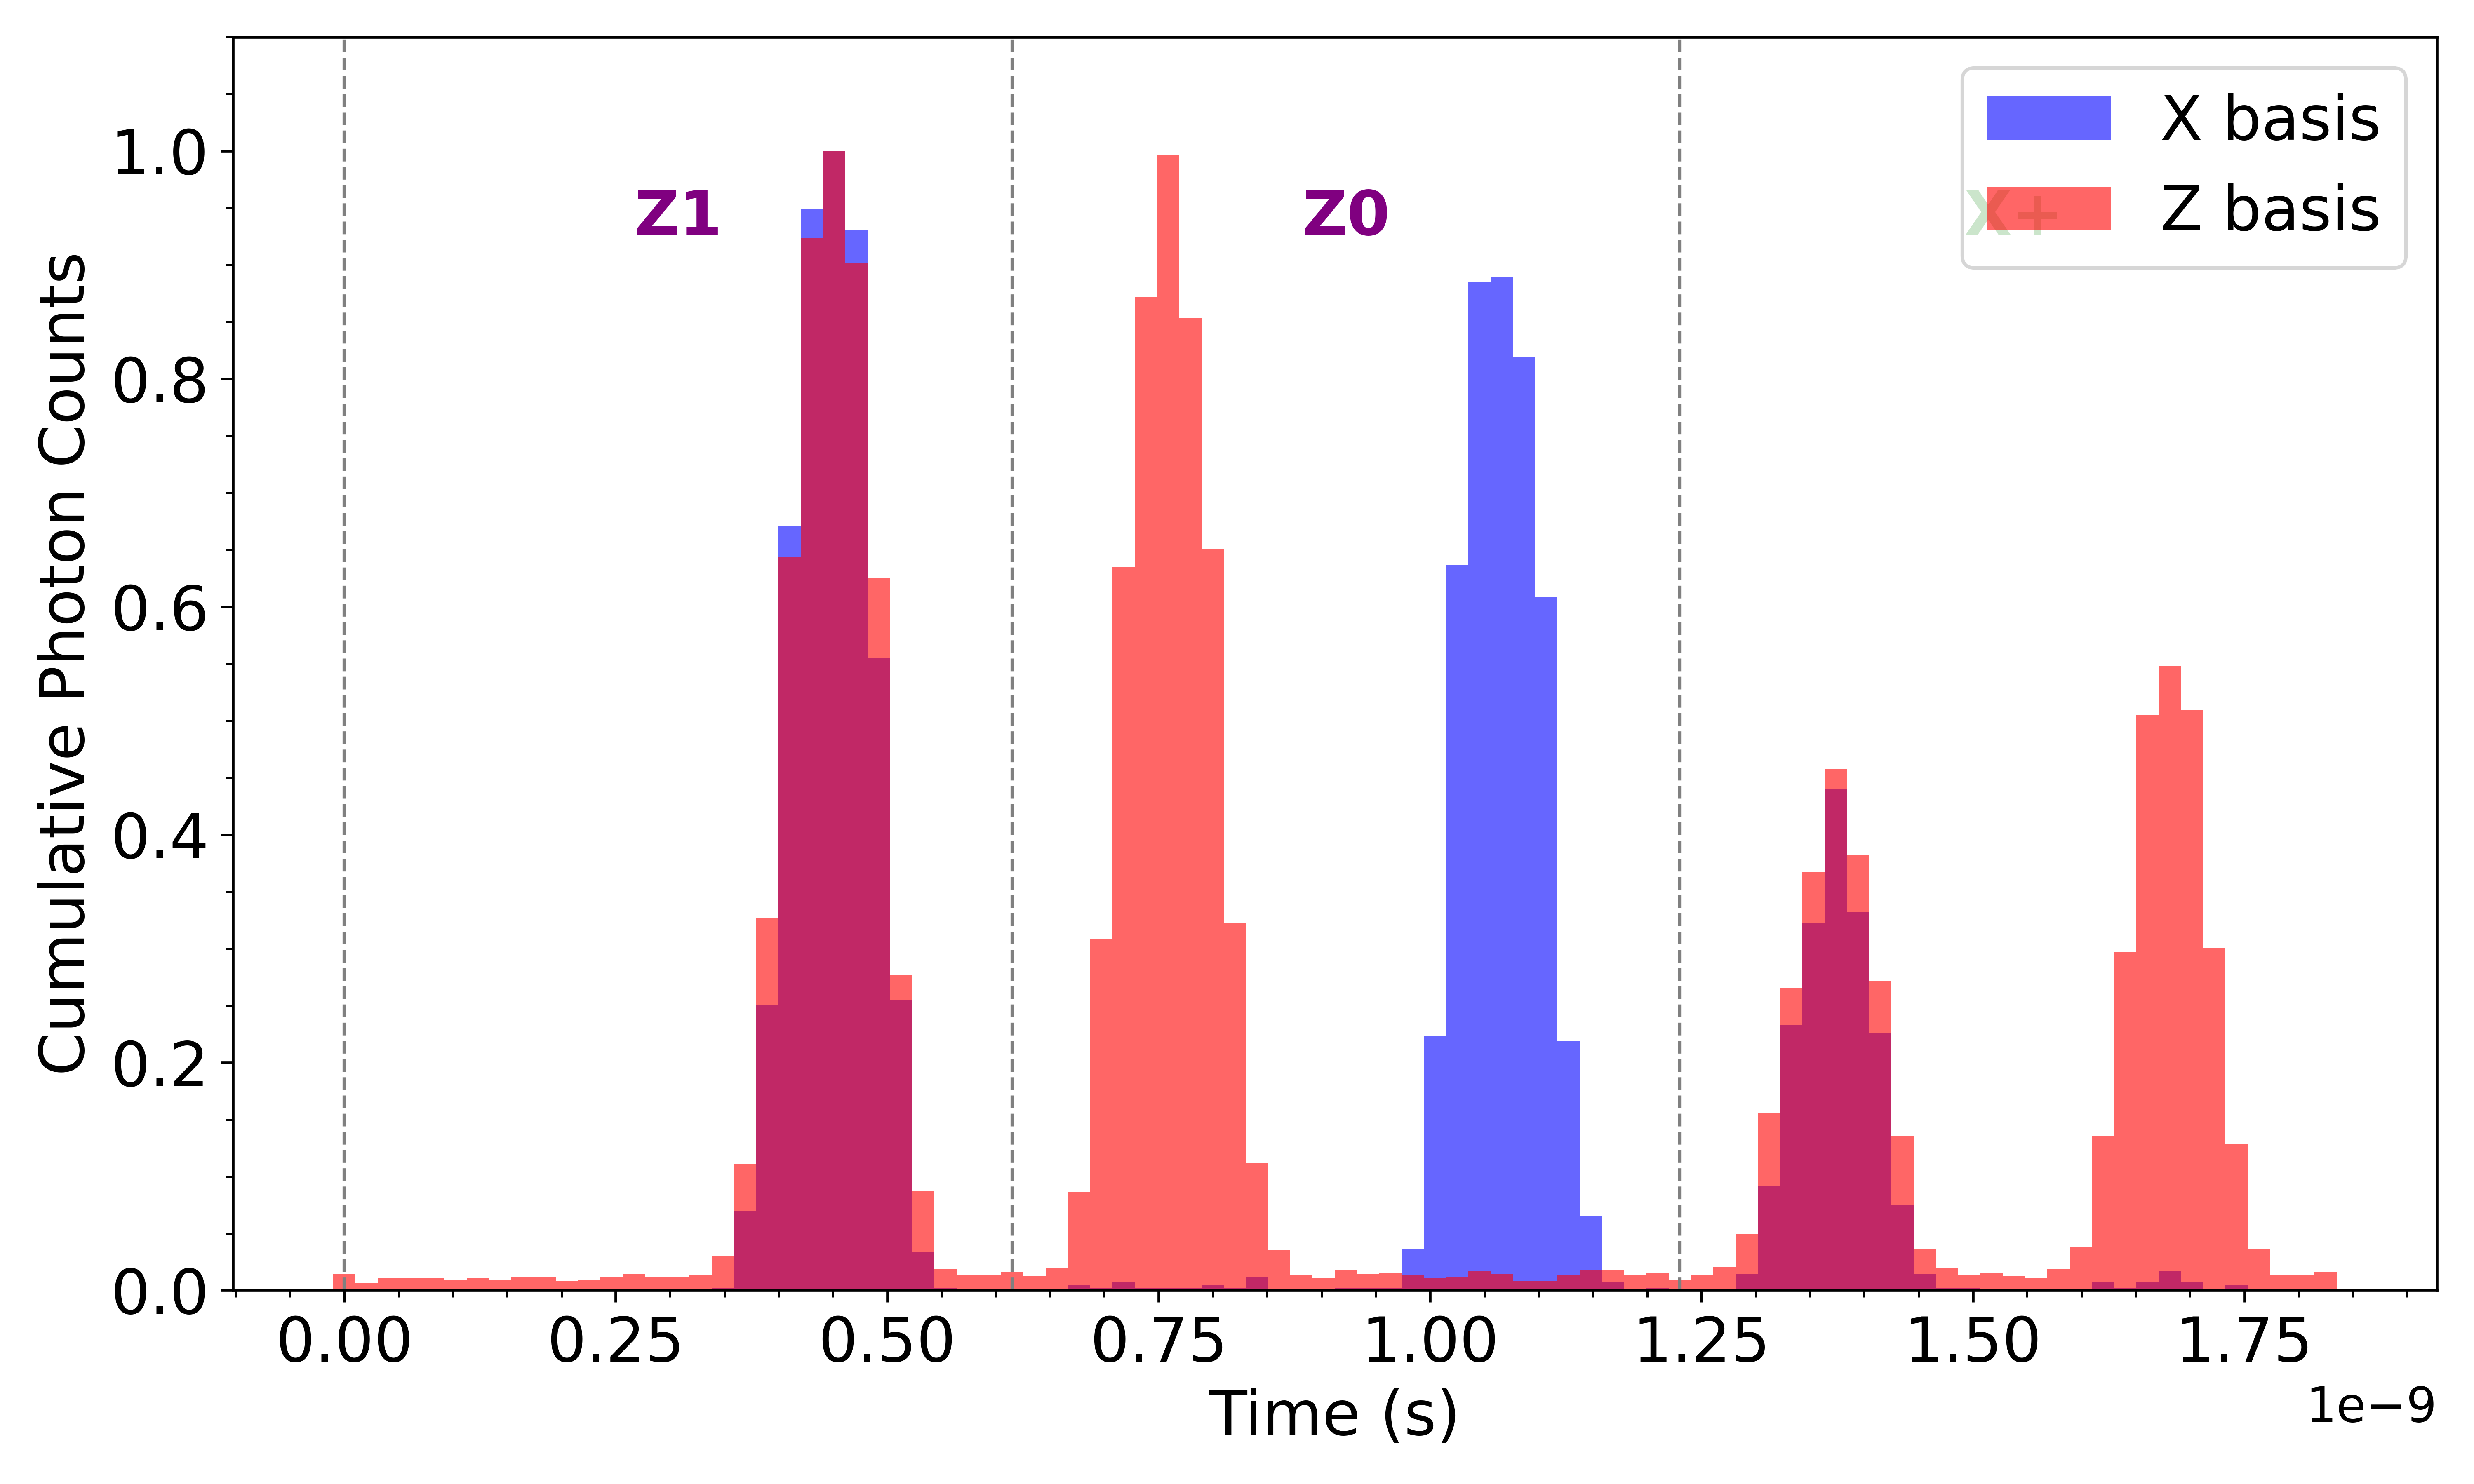 X basis
Z basis
Z1
Z0
X+
Cumulative Photon Counts
1.0
0.8
0.6
0.4
0.2
0.0
0.00
0.25
0.50
0.75
1.00
1.25
1.50
1.75
1e−9
Time (s)